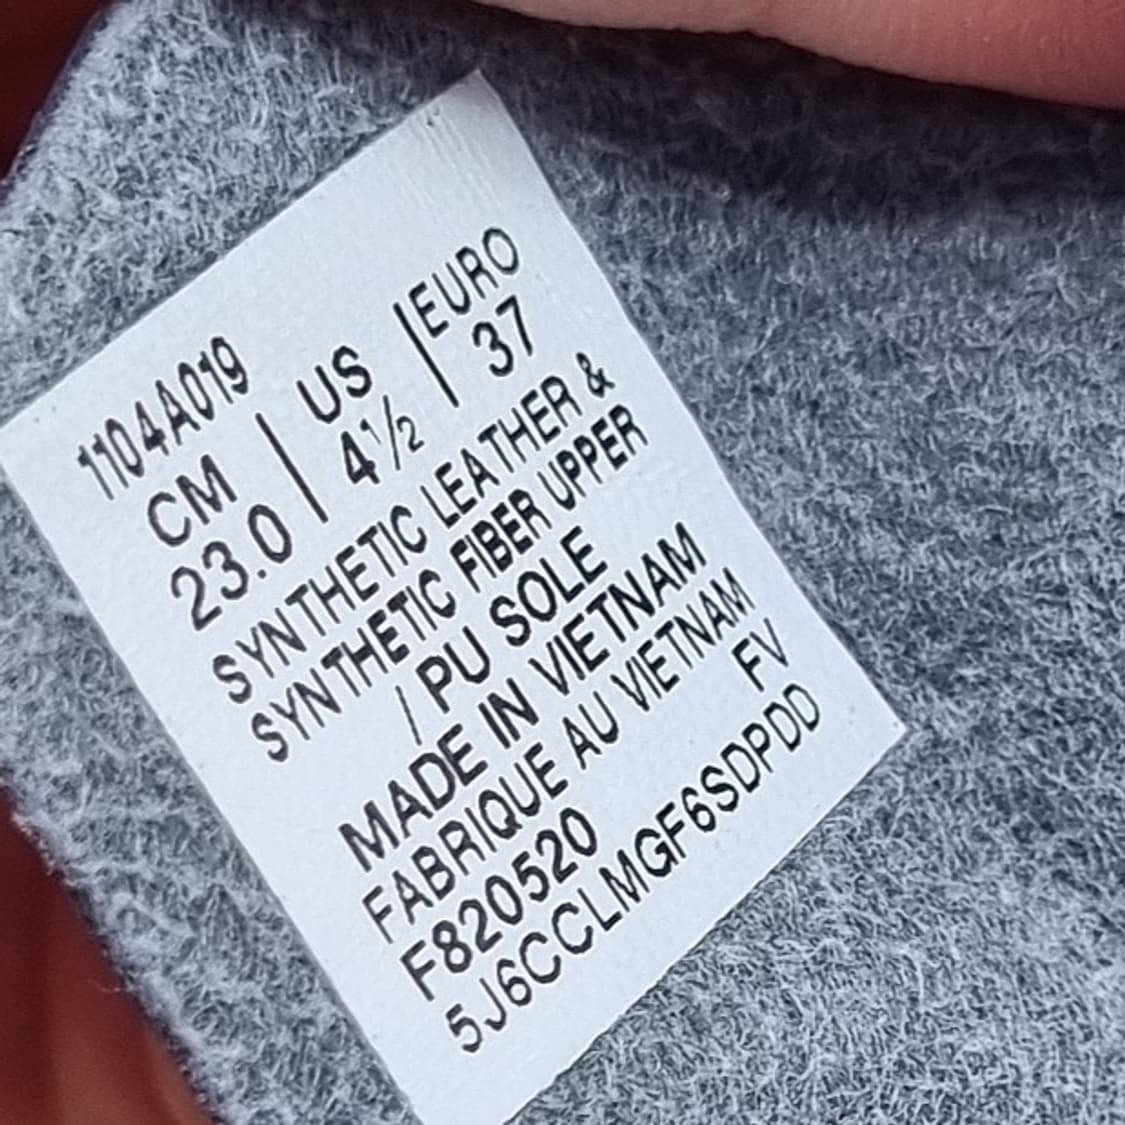 1104A019
CM | US | EURO
23.0 | 4½ | 37
SYNTHETIC LEATHER &
SYNTHETIC FIBER UPPER
/ PU SOLE
MADE IN VIETNAM
FABRIQUE AU VIETNAM
FV
F820520
5J6CCLMGF6SDPDD